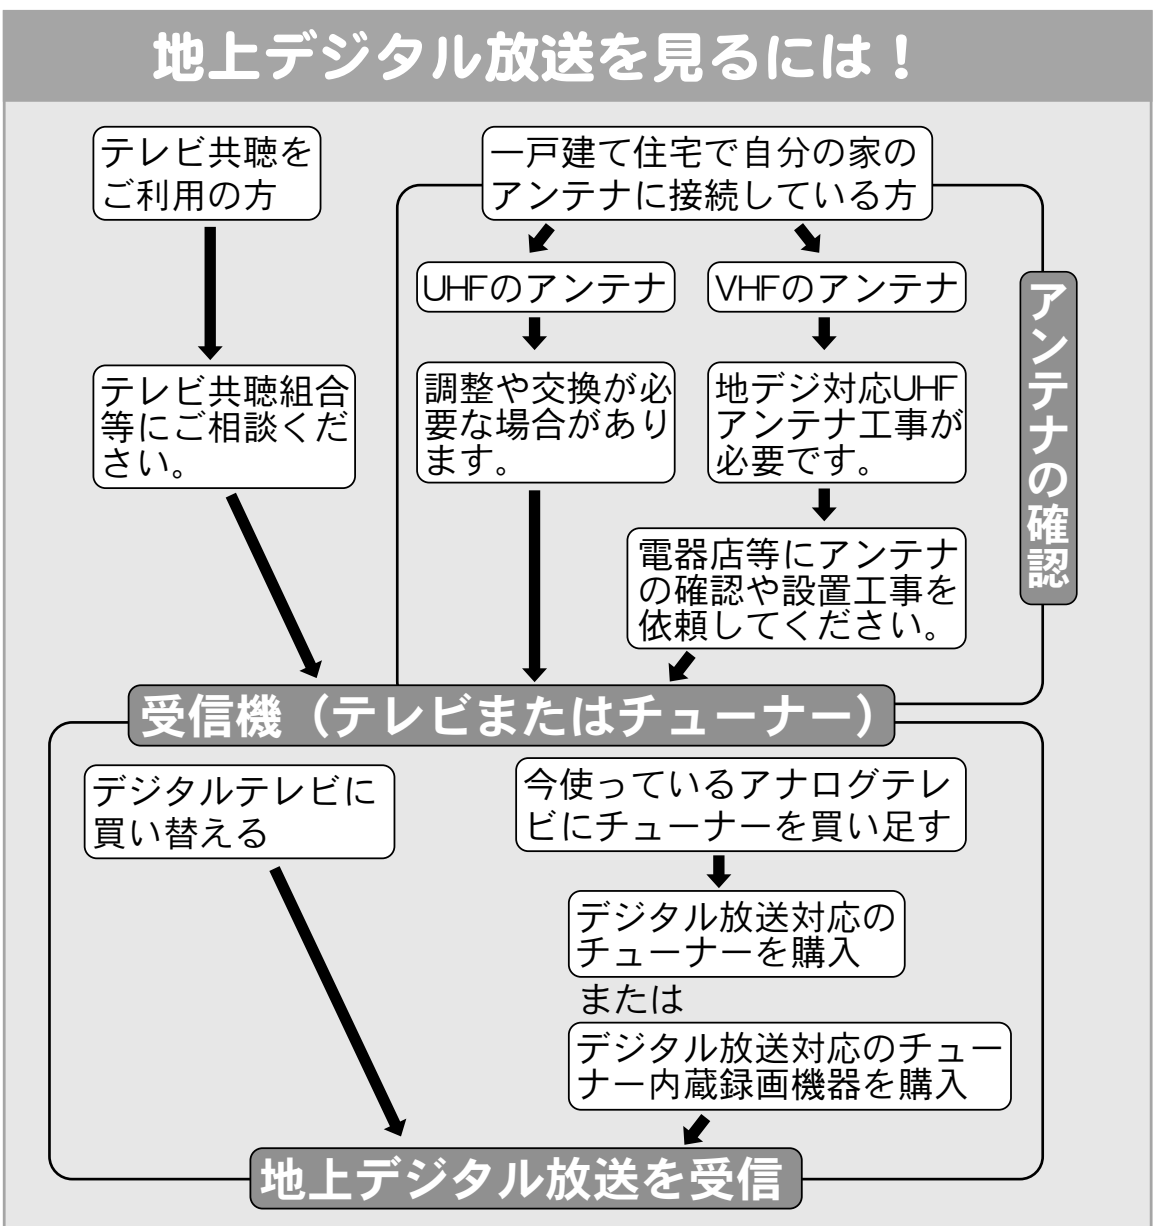 地上デジタル放送を見るには！
テレビ共聴を
ご利用の方
テレビ共聴組合
等にご相談くだ
さい。
一戸建て住宅で自分の家の
アンテナに接続している方
UHFのアンテナ
調整や交換が必
要な場合があり
ます。
VHFのアンテナ
地デジ対応UHF
アンテナ工事が
必要です。
電器店等にアンテナ
の確認や設置工事を
依頼してください。
アンテナの確認
受信機（テレビまたはチューナー）
デジタルテレビに
買い替える
今使っているアナログテレ
ビにチューナーを買い足す
デジタル放送対応の
チューナーを購入
または
デジタル放送対応のチュー
ナー内蔵録画機器を購入
地上デジタル放送を受信